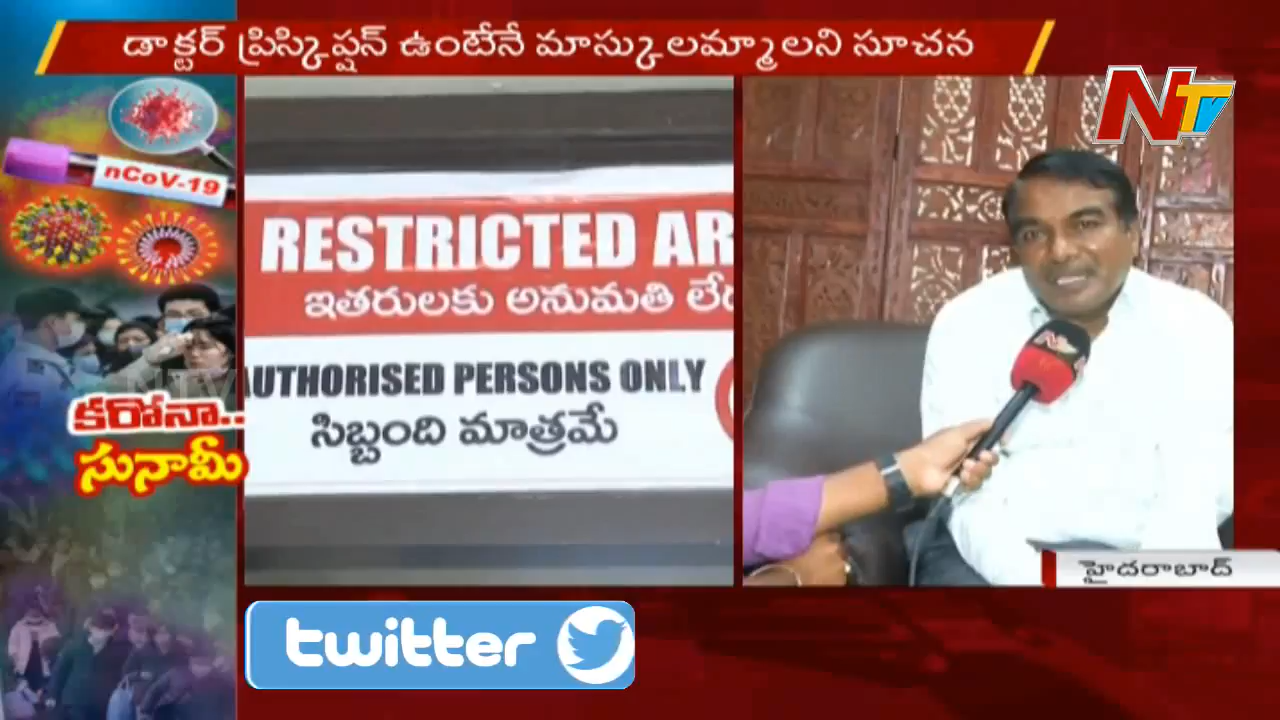 డాక్టర్ ప్రిస్కిప్షన్ ఉంటేనే మాస్కులమ్మాలని సూచన
NTV
nCoV-19
RESTRICTED AR
ఇతరులకు అనుమతి
AUTHORISED PERSONS ONLY
సిబ్బంది మాత్రమే
కరోనా..
సునామీ
NTV
హైదరాబాద్
twitter